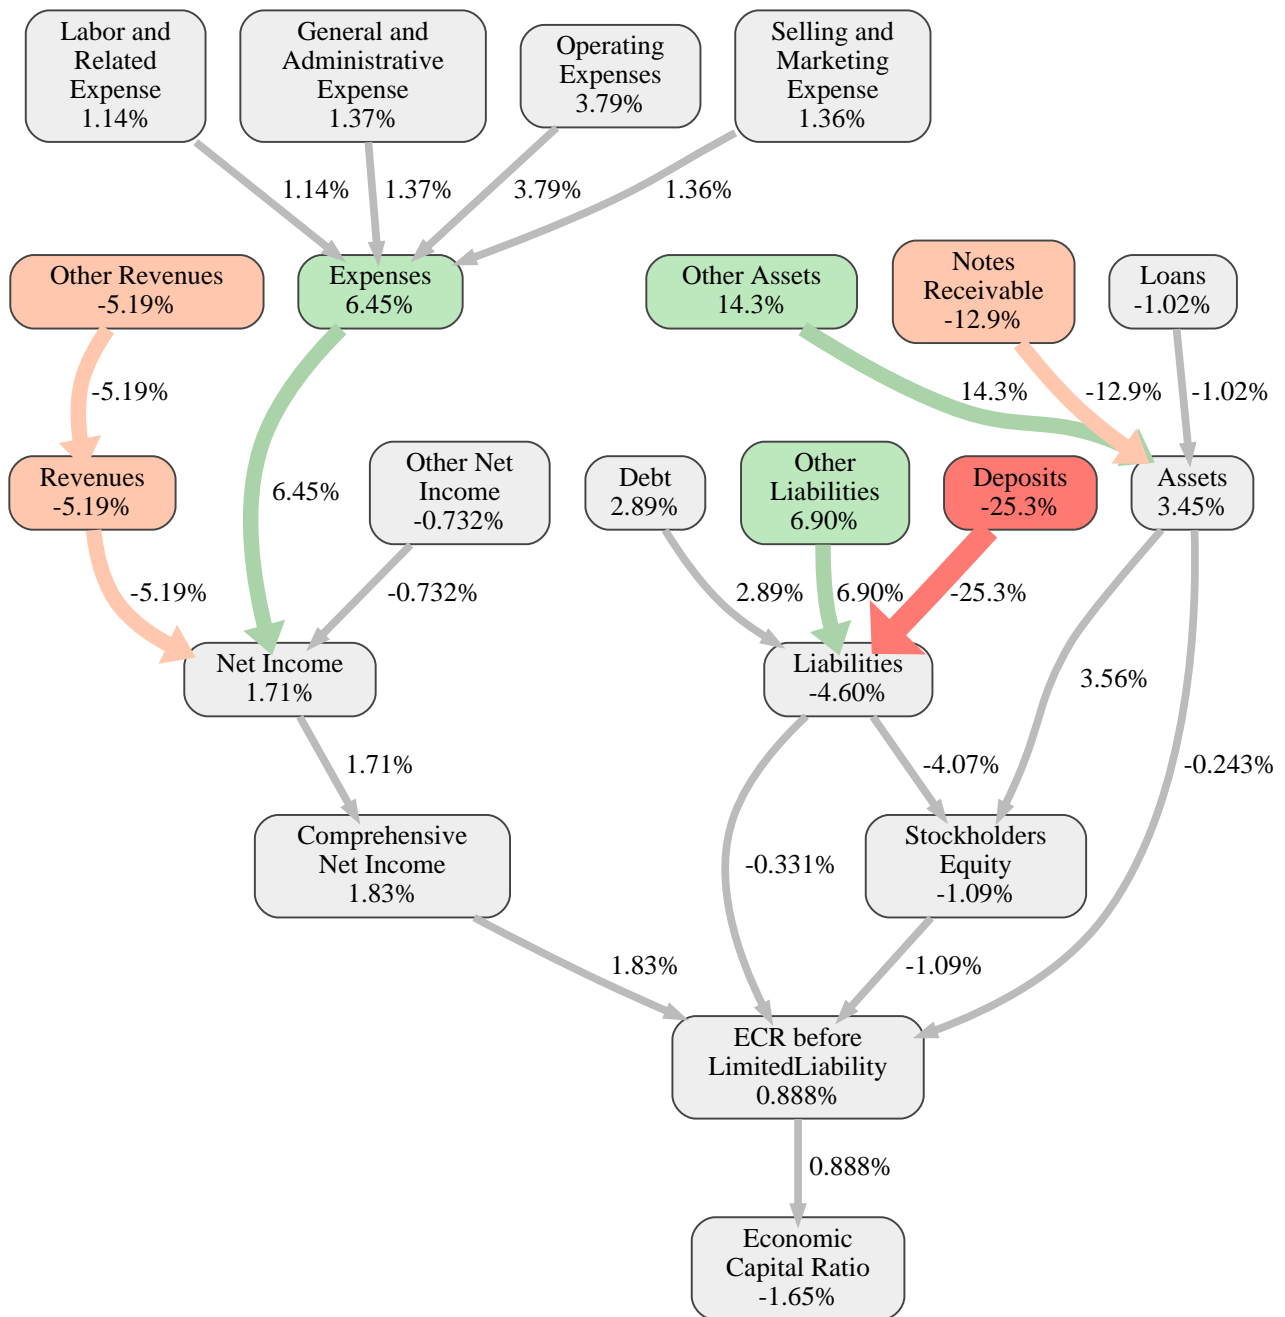 Labor and
Related
Expense
1.14%
General and
Administrative
Expense
1.37%
Operating
Expenses
3.79%
Selling and
Marketing
Expense
1.36%
1.14%
1.37%
3.79%
1.36%
Other Revenues
-5.19%
Expenses
6.45%
Other Assets
14.3%
Notes
Receivable
-12.9%
Loans
-1.02%
-5.19%
14.3%
-12.9%
-1.02%
Revenues
-5.19%
6.45%
Other Net
Income
-0.732%
Debt
2.89%
Other
Liabilities
6.90%
Deposits
-25.3%
Assets
3.45%
-5.19%
-0.732%
2.89%
6.90%
-25.3%
Net Income
1.71%
Liabilities
-4.60%
3.56%
1.71%
-4.07%
-0.243%
Comprehensive
Net Income
1.83%
-0.331%
Stockholders
Equity
-1.09%
1.83%
-1.09%
ECR before
LimitedLiability
0.888%
0.888%
Economic
Capital Ratio
-1.65%